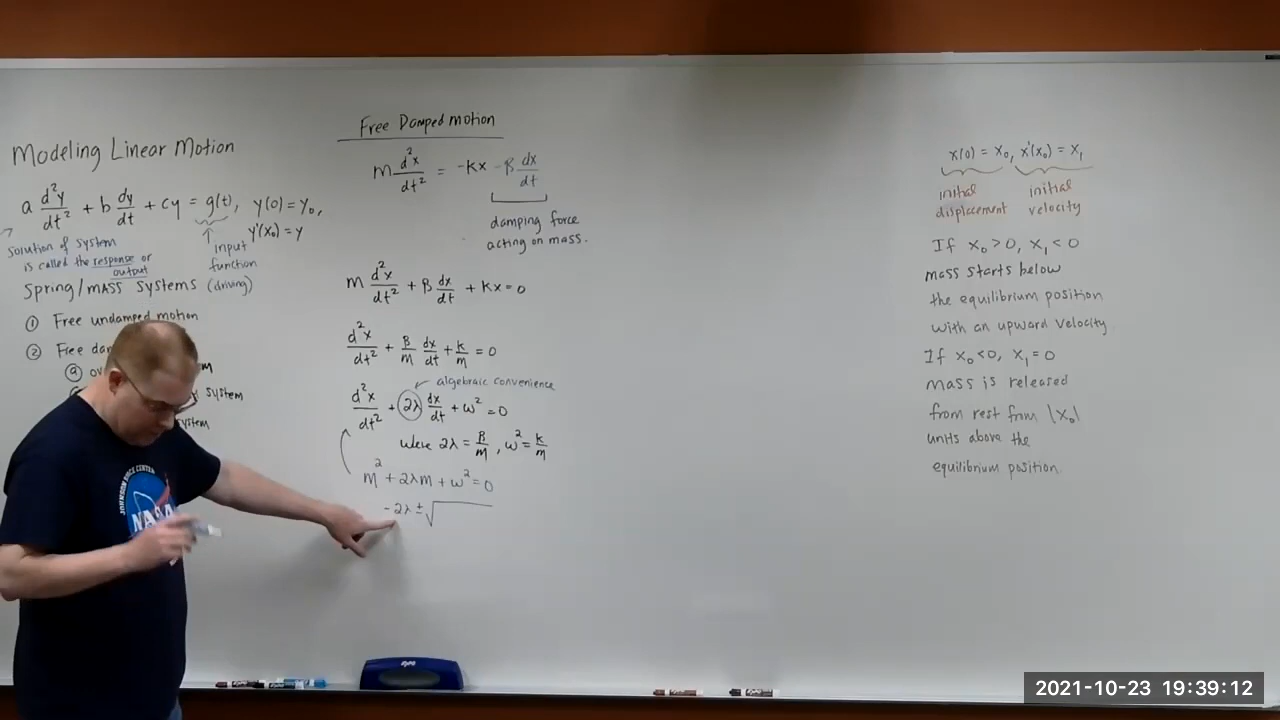 Modeling Linear Motion
a d²y/dt² + b dy/dt + cy = g(t), y(0) = y₀,
y'(x₀) = y
solution of system
is called the response or
output
↑ input
function
(driving)
Spring/mass systems
① Free undamped motion
② Free da
ⓐ ov m
system
ystem
Free Damped motion
m d²x/dt² = -kx -β dx/dt
damping force
acting on mass.
m d²x/dt² + β dx/dt + kx = 0
d²x/dt² + β/m dx/dt + k/m = 0
← algebraic convenience
d²x/dt² + 2λ dx/dt + ω² = 0
were 2λ = β/m, ω² = k/m
m² + 2λm + ω² = 0
-2λ ± √
x(0) = x₀, x'(x₀) = x₁
initial displacement
initial velocity
If x₀ > 0, x₁ < 0
mass starts below
the equilibrium position
with an upward velocity
If x₀ < 0, x₁ = 0
mass is released
from rest from |x₀|
units above the
equilibrium position.
JOHNSON SPACE CENTER
NASA
expo
2021-10-23 19:39:12